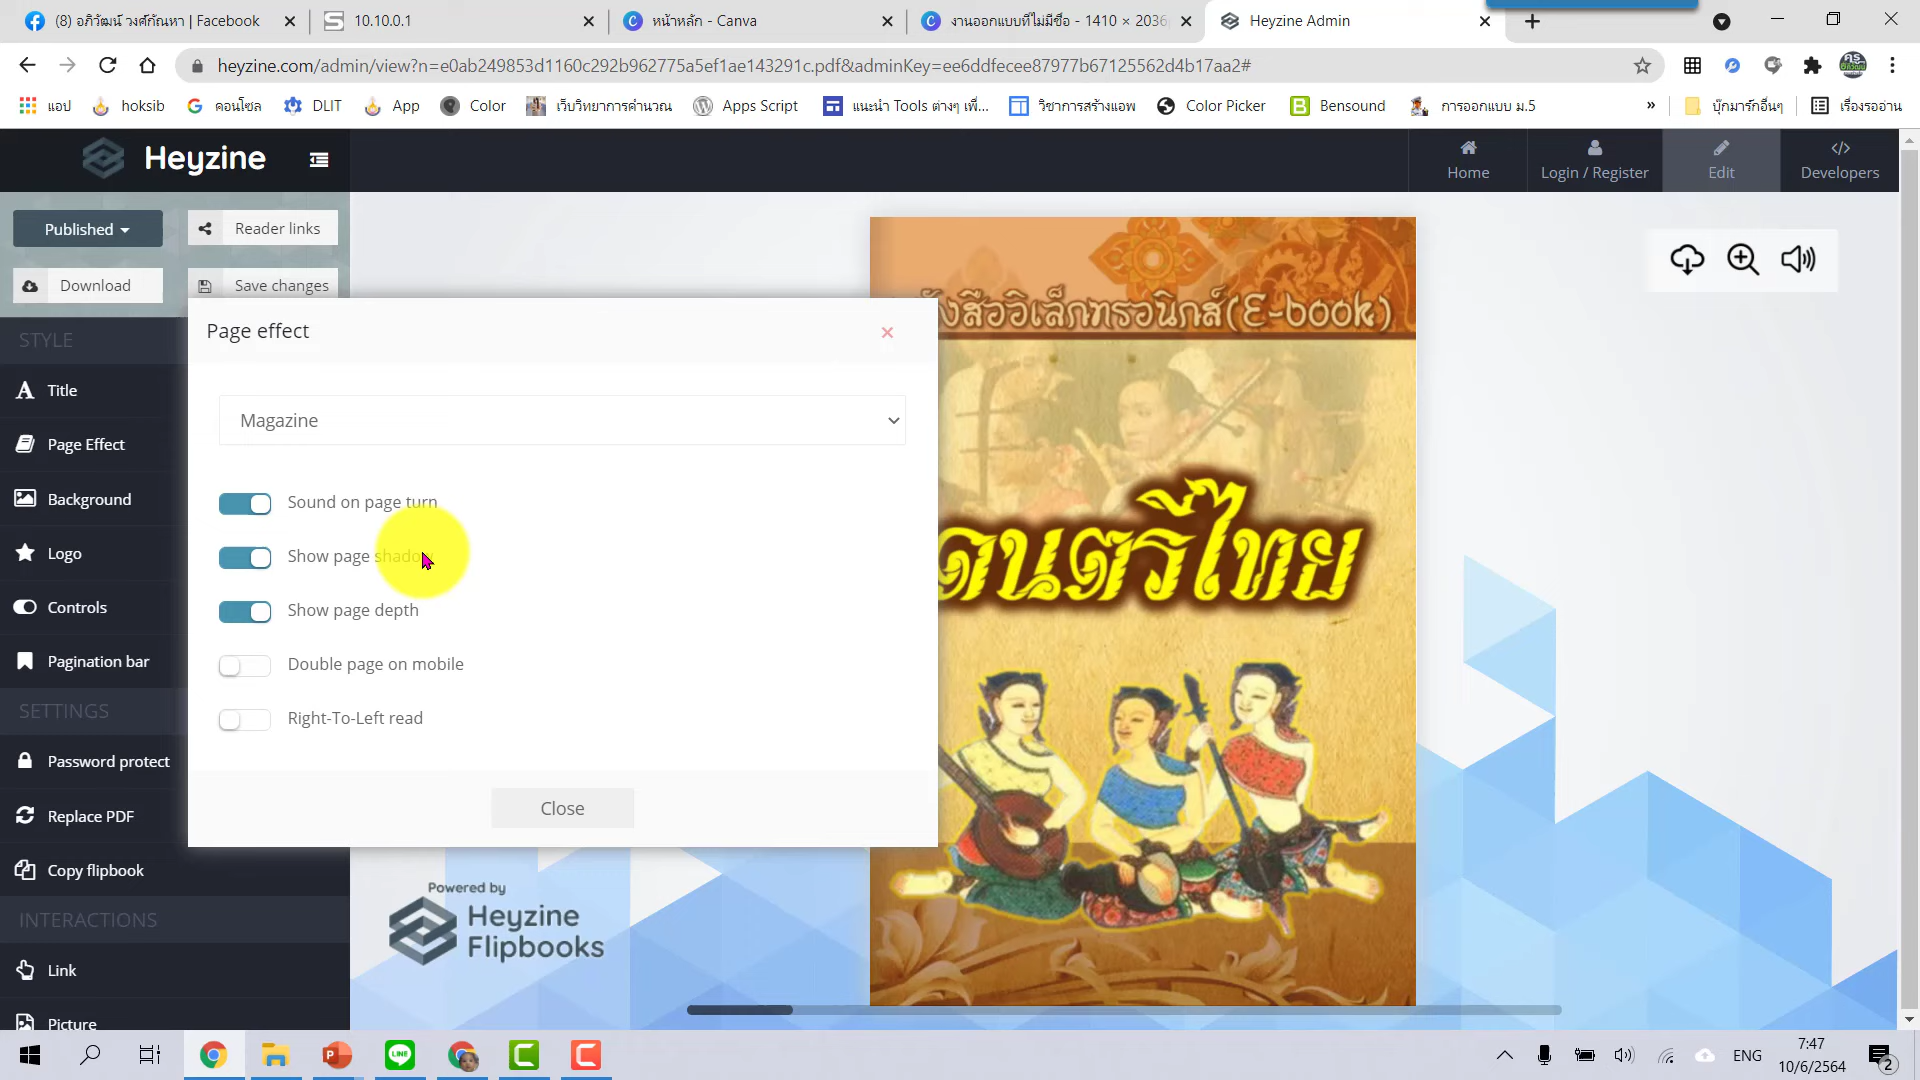 (8) อภิวัฒน์ วงศ์กัณหา | Facebook
10.10.0.1
หน้าหลัก - Canva
งานออกแบบที่ไม่มีชื่อ - 1410 × 2036
Heyzine Admin
heyzine.com/admin/view?n=e0ab249853d1160c292b962775a5ef1ae143291c.pdf&adminKey=ee6ddfecee87977b67125562d4b17aa2#
แอป
hoksib
คอนโซล
DLIT
App
Color
เว็บวิทยาการคำนวณ
Apps Script
แนะนำ Tools ต่างๆ เพื่...
วิชาการสร้างแอพ
Color Picker
Bensound
การออกแบบ ม.5
»
บุ๊กมาร์กอื่นๆ
เรื่องรออ่าน
Heyzine
Home
Login / Register
Edit
Developers
Published
Reader links
Download
Save changes
STYLE
Title
Page Effect
Background
Logo
Controls
Pagination bar
SETTINGS
Password protect
Replace PDF
Copy flipbook
INTERACTIONS
Link
Picture
Page effect
Magazine
Sound on page turn
Show page shadow
Show page depth
Double page on mobile
Right-To-Left read
Close
ังสืออิเล็กทรอนิกส์(E-book)
ดนตรีไทย
Powered by
Heyzine
Flipbooks
ENG
7:47
10/6/2564
2